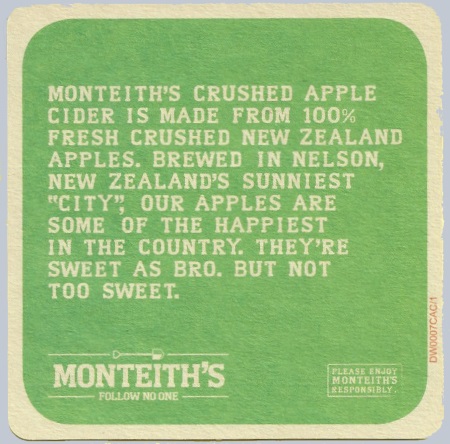 MONTEITH'S CRUSHED APPLE
CIDER IS MADE FROM 100%
FRESH CRUSHED NEW ZEALAND
APPLES. BREWED IN NELSON,
NEW ZEALAND'S SUNNIEST
"CITY", OUR APPLES ARE
SOME OF THE HAPPIEST
IN THE COUNTRY. THEY'RE
SWEET AS BRO. BUT NOT
TOO SWEET.
MONTEITH'S
FOLLOW NO ONE
PLEASE ENJOY
MONTEITH'S
RESPONSIBLY.
DW0007CAC/1